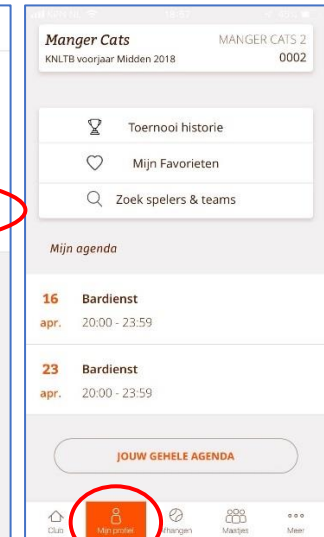 Manger Cats MANGER CATS 2
KNLTB voorjaar Midden 2018 0002
Toernooi historie
Mijn Favorieten
Zoek spelers & teams
Mijn agenda
16 Bardienst
apr. 20:00 - 23:59
23 Bardienst
apr. 20:00 - 23:59
JOUW GEHELE AGENDA
Club Mijn profiel fhangen Maatjes Meer